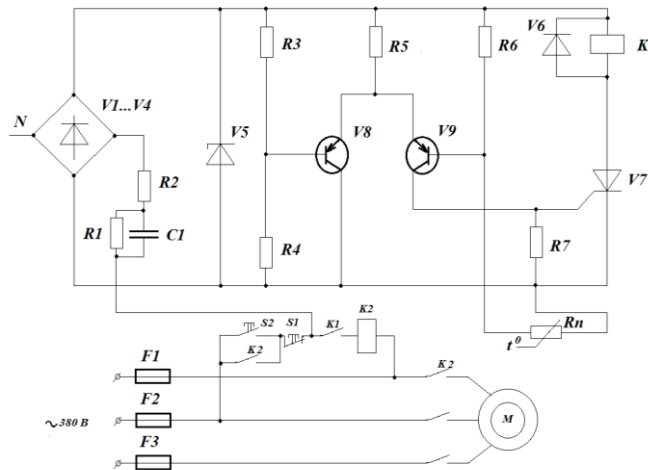 R3
R5
R6
V6
K
N
V1...V4
V5
V8
V9
V7
R2
R1
C1
R4
R7
S2
S1
K1
K2
Rn
t⁰
K2
F1
K2
F2
~380 В
M
F3